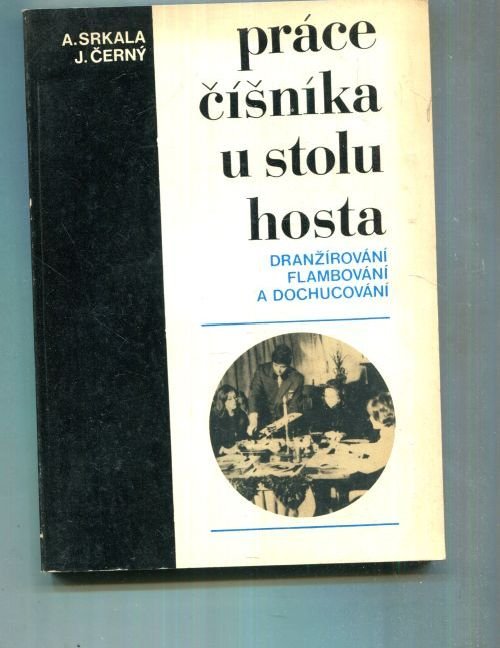 A. SRKALA
J. ČERNÝ
práce
číšníka
u stolu
hosta
DRANŽÍROVÁNÍ
FLAMBOVÁNÍ
A DOCHUCOVÁNÍ